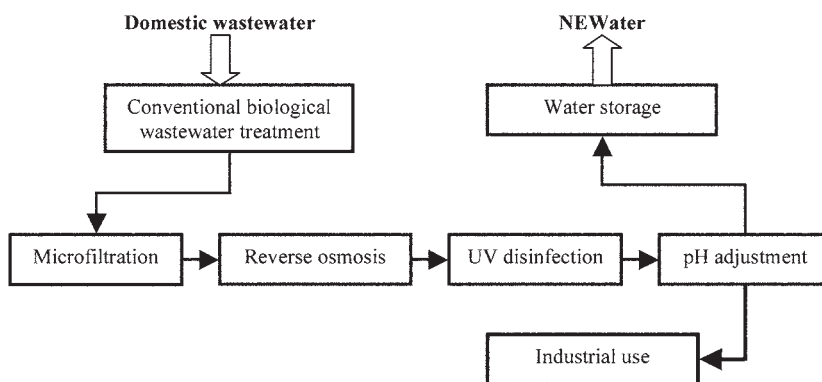 Domestic wastewater
NEWater
Conventional biological
wastewater treatment
Water storage
Microfiltration
Reverse osmosis
UV disinfection
pH adjustment
Industrial use